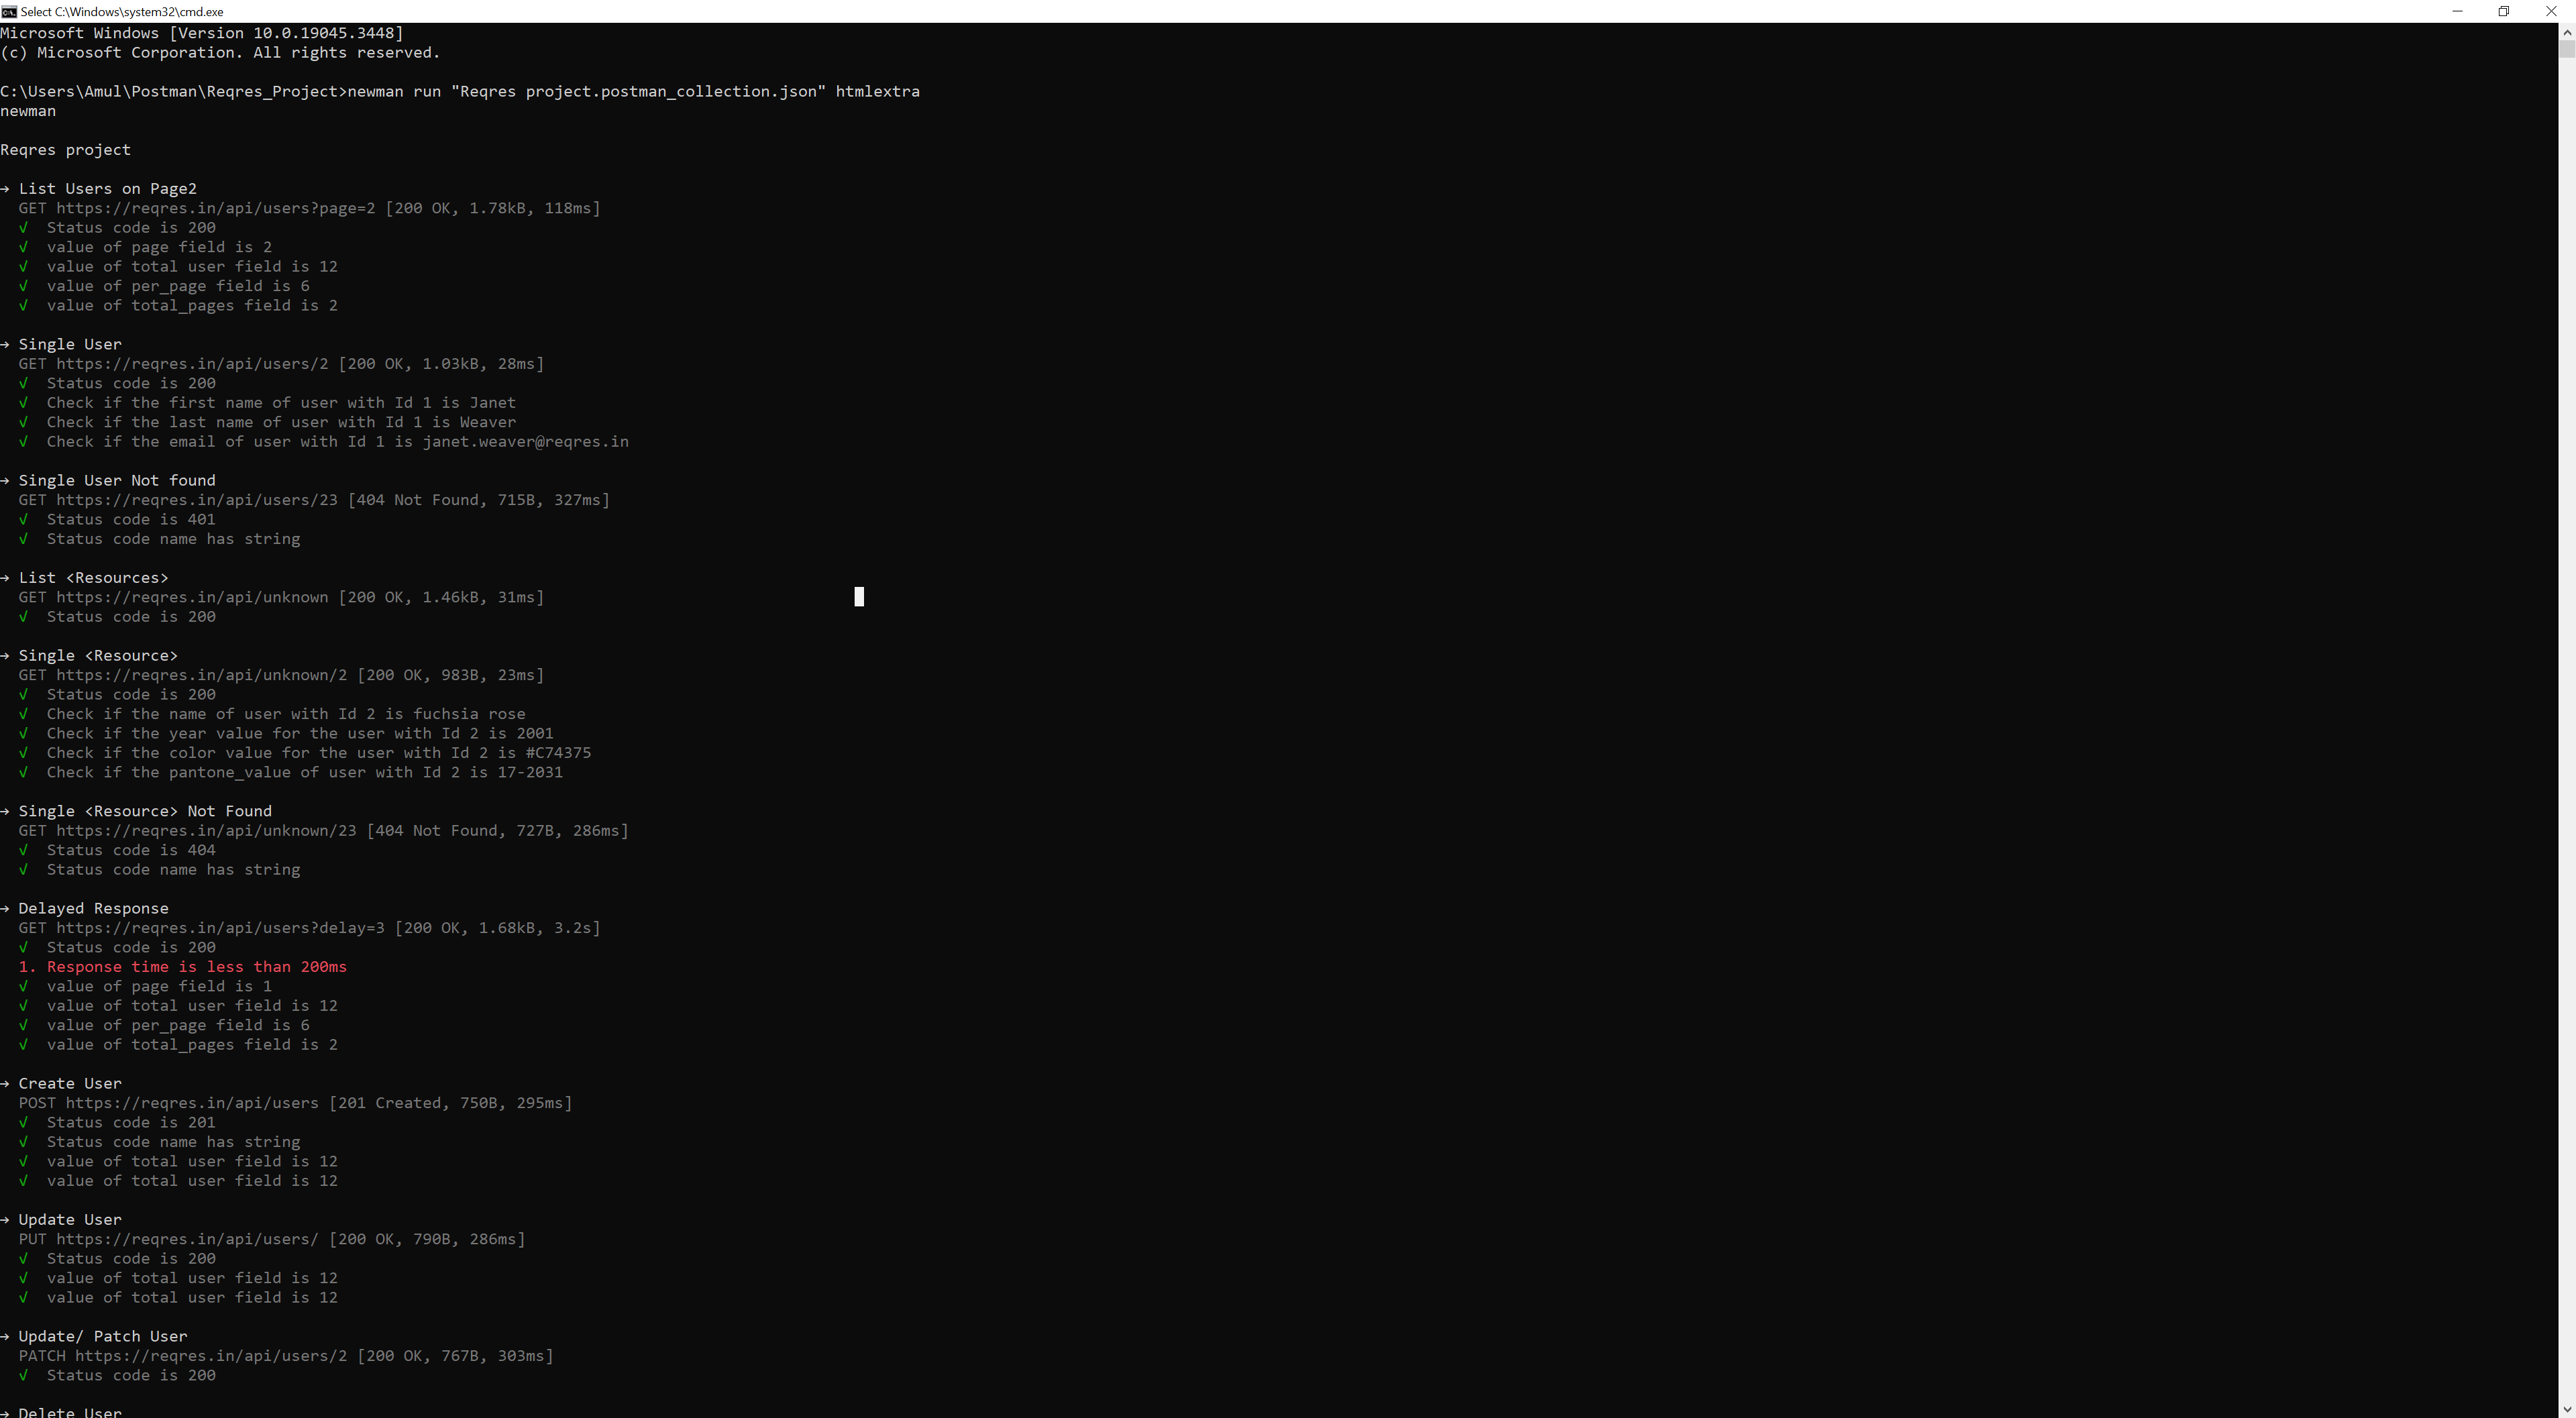 Select C:\Windows\system32\cmd.exe
Microsoft Windows [Version 10.0.19045.3448]
(c) Microsoft Corporation. All rights reserved.
C:\Users\Amul\Postman\Reqres_Project>newman run "Reqres project.postman_collection.json" htmlextra
newman
Reqres project
→ List Users on Page2
GET https://reqres.in/api/users?page=2 [200 OK, 1.78kB, 118ms]
√ Status code is 200
√ value of page field is 2
√ value of total user field is 12
√ value of per_page field is 6
√ value of total_pages field is 2
→ Single User
GET https://reqres.in/api/users/2 [200 OK, 1.03kB, 28ms]
√ Status code is 200
√ Check if the first name of user with Id 1 is Janet
√ Check if the last name of user with Id 1 is Weaver
√ Check if the email of user with Id 1 is janet.weaver@reqres.in
→ Single User Not found
GET https://reqres.in/api/users/23 [404 Not Found, 715B, 327ms]
√ Status code is 401
√ Status code name has string
→ List <Resources>
GET https://reqres.in/api/unknown [200 OK, 1.46kB, 31ms]
√ Status code is 200
→ Single <Resource>
GET https://reqres.in/api/unknown/2 [200 OK, 983B, 23ms]
√ Status code is 200
√ Check if the name of user with Id 2 is fuchsia rose
√ Check if the year value for the user with Id 2 is 2001
√ Check if the color value for the user with Id 2 is #C74375
√ Check if the pantone_value of user with Id 2 is 17-2031
→ Single <Resource> Not Found
GET https://reqres.in/api/unknown/23 [404 Not Found, 727B, 286ms]
√ Status code is 404
√ Status code name has string
→ Delayed Response
GET https://reqres.in/api/users?delay=3 [200 OK, 1.68kB, 3.2s]
√ Status code is 200
1. Response time is less than 200ms
√ value of page field is 1
√ value of total user field is 12
√ value of per_page field is 6
√ value of total_pages field is 2
→ Create User
POST https://reqres.in/api/users [201 Created, 750B, 295ms]
√ Status code is 201
√ Status code name has string
√ value of total user field is 12
√ value of total user field is 12
→ Update User
PUT https://reqres.in/api/users/ [200 OK, 790B, 286ms]
√ Status code is 200
√ value of total user field is 12
√ value of total user field is 12
→ Update/ Patch User
PATCH https://reqres.in/api/users/2 [200 OK, 767B, 303ms]
√ Status code is 200
→ Delete User